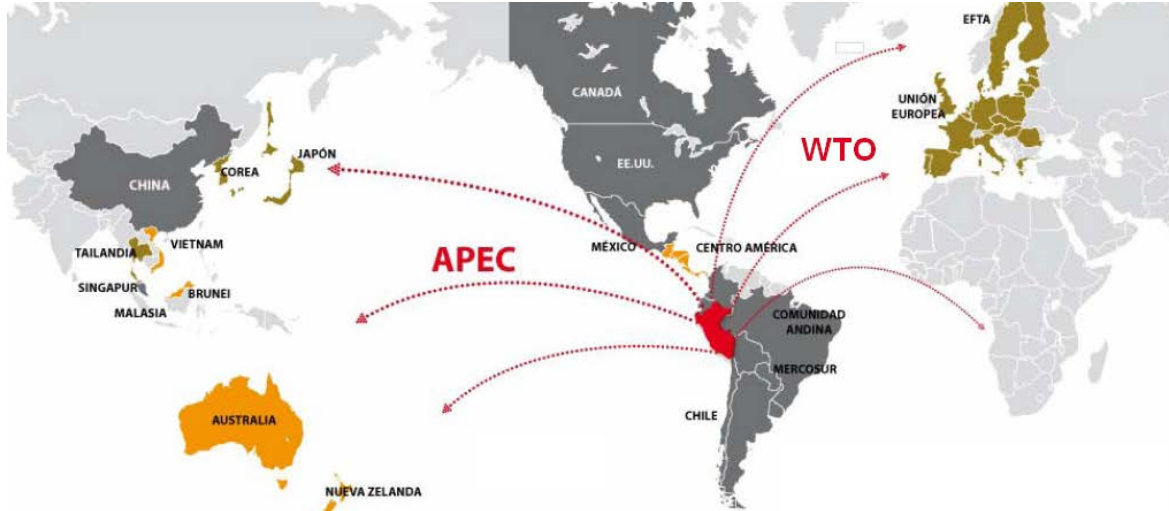 EFTA
CANADÁ
UNIÓN
EUROPEA
WTO
JAPÓN
EE.UU.
COREA
CHINA
VIETNAM
MÉXICO
CENTRO AMÉRICA
TAILANDIA
APEC
SINGAPUR
BRUNEI
MALASIA
COMUNIDAD
ANDINA
MERCOSUR
CHILE
AUSTRALIA
NUEVA ZELANDA